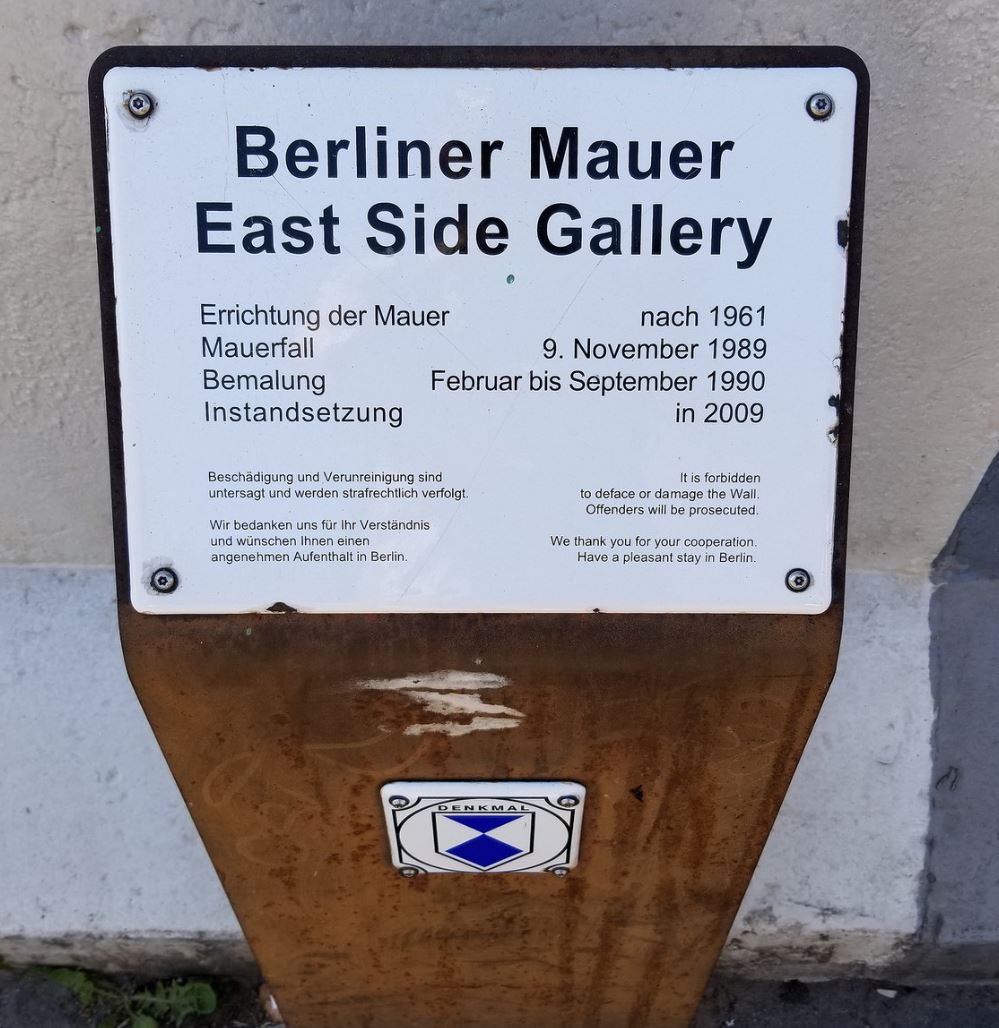 Berliner Mauer
East Side Gallery
Errichtung der Mauer nach 1961
Mauerfall 9. November 1989
Bemalung Februar bis September 1990
Instandsetzung in 2009
Beschädigung und Verunreinigung sind
untersagt und werden strafrechtlich verfolgt.
Wir bedanken uns für Ihr Verständnis
und wünschen Ihnen einen
angenehmen Aufenthalt in Berlin.
It is forbidden
to deface or damage the Wall.
Offenders will be prosecuted.
We thank you for your cooperation.
Have a pleasant stay in Berlin.
DENKMAL